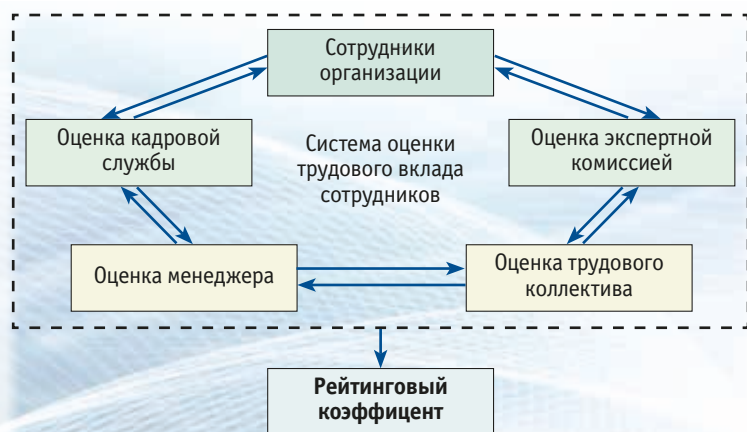 Сотрудники
организации
Оценка кадровой
службы
Система оценки
трудового вклада
сотрудников
Оценка экспертной
комиссией
Оценка менеджера
Оценка трудового
коллектива
Рейтинговый
коэффицент